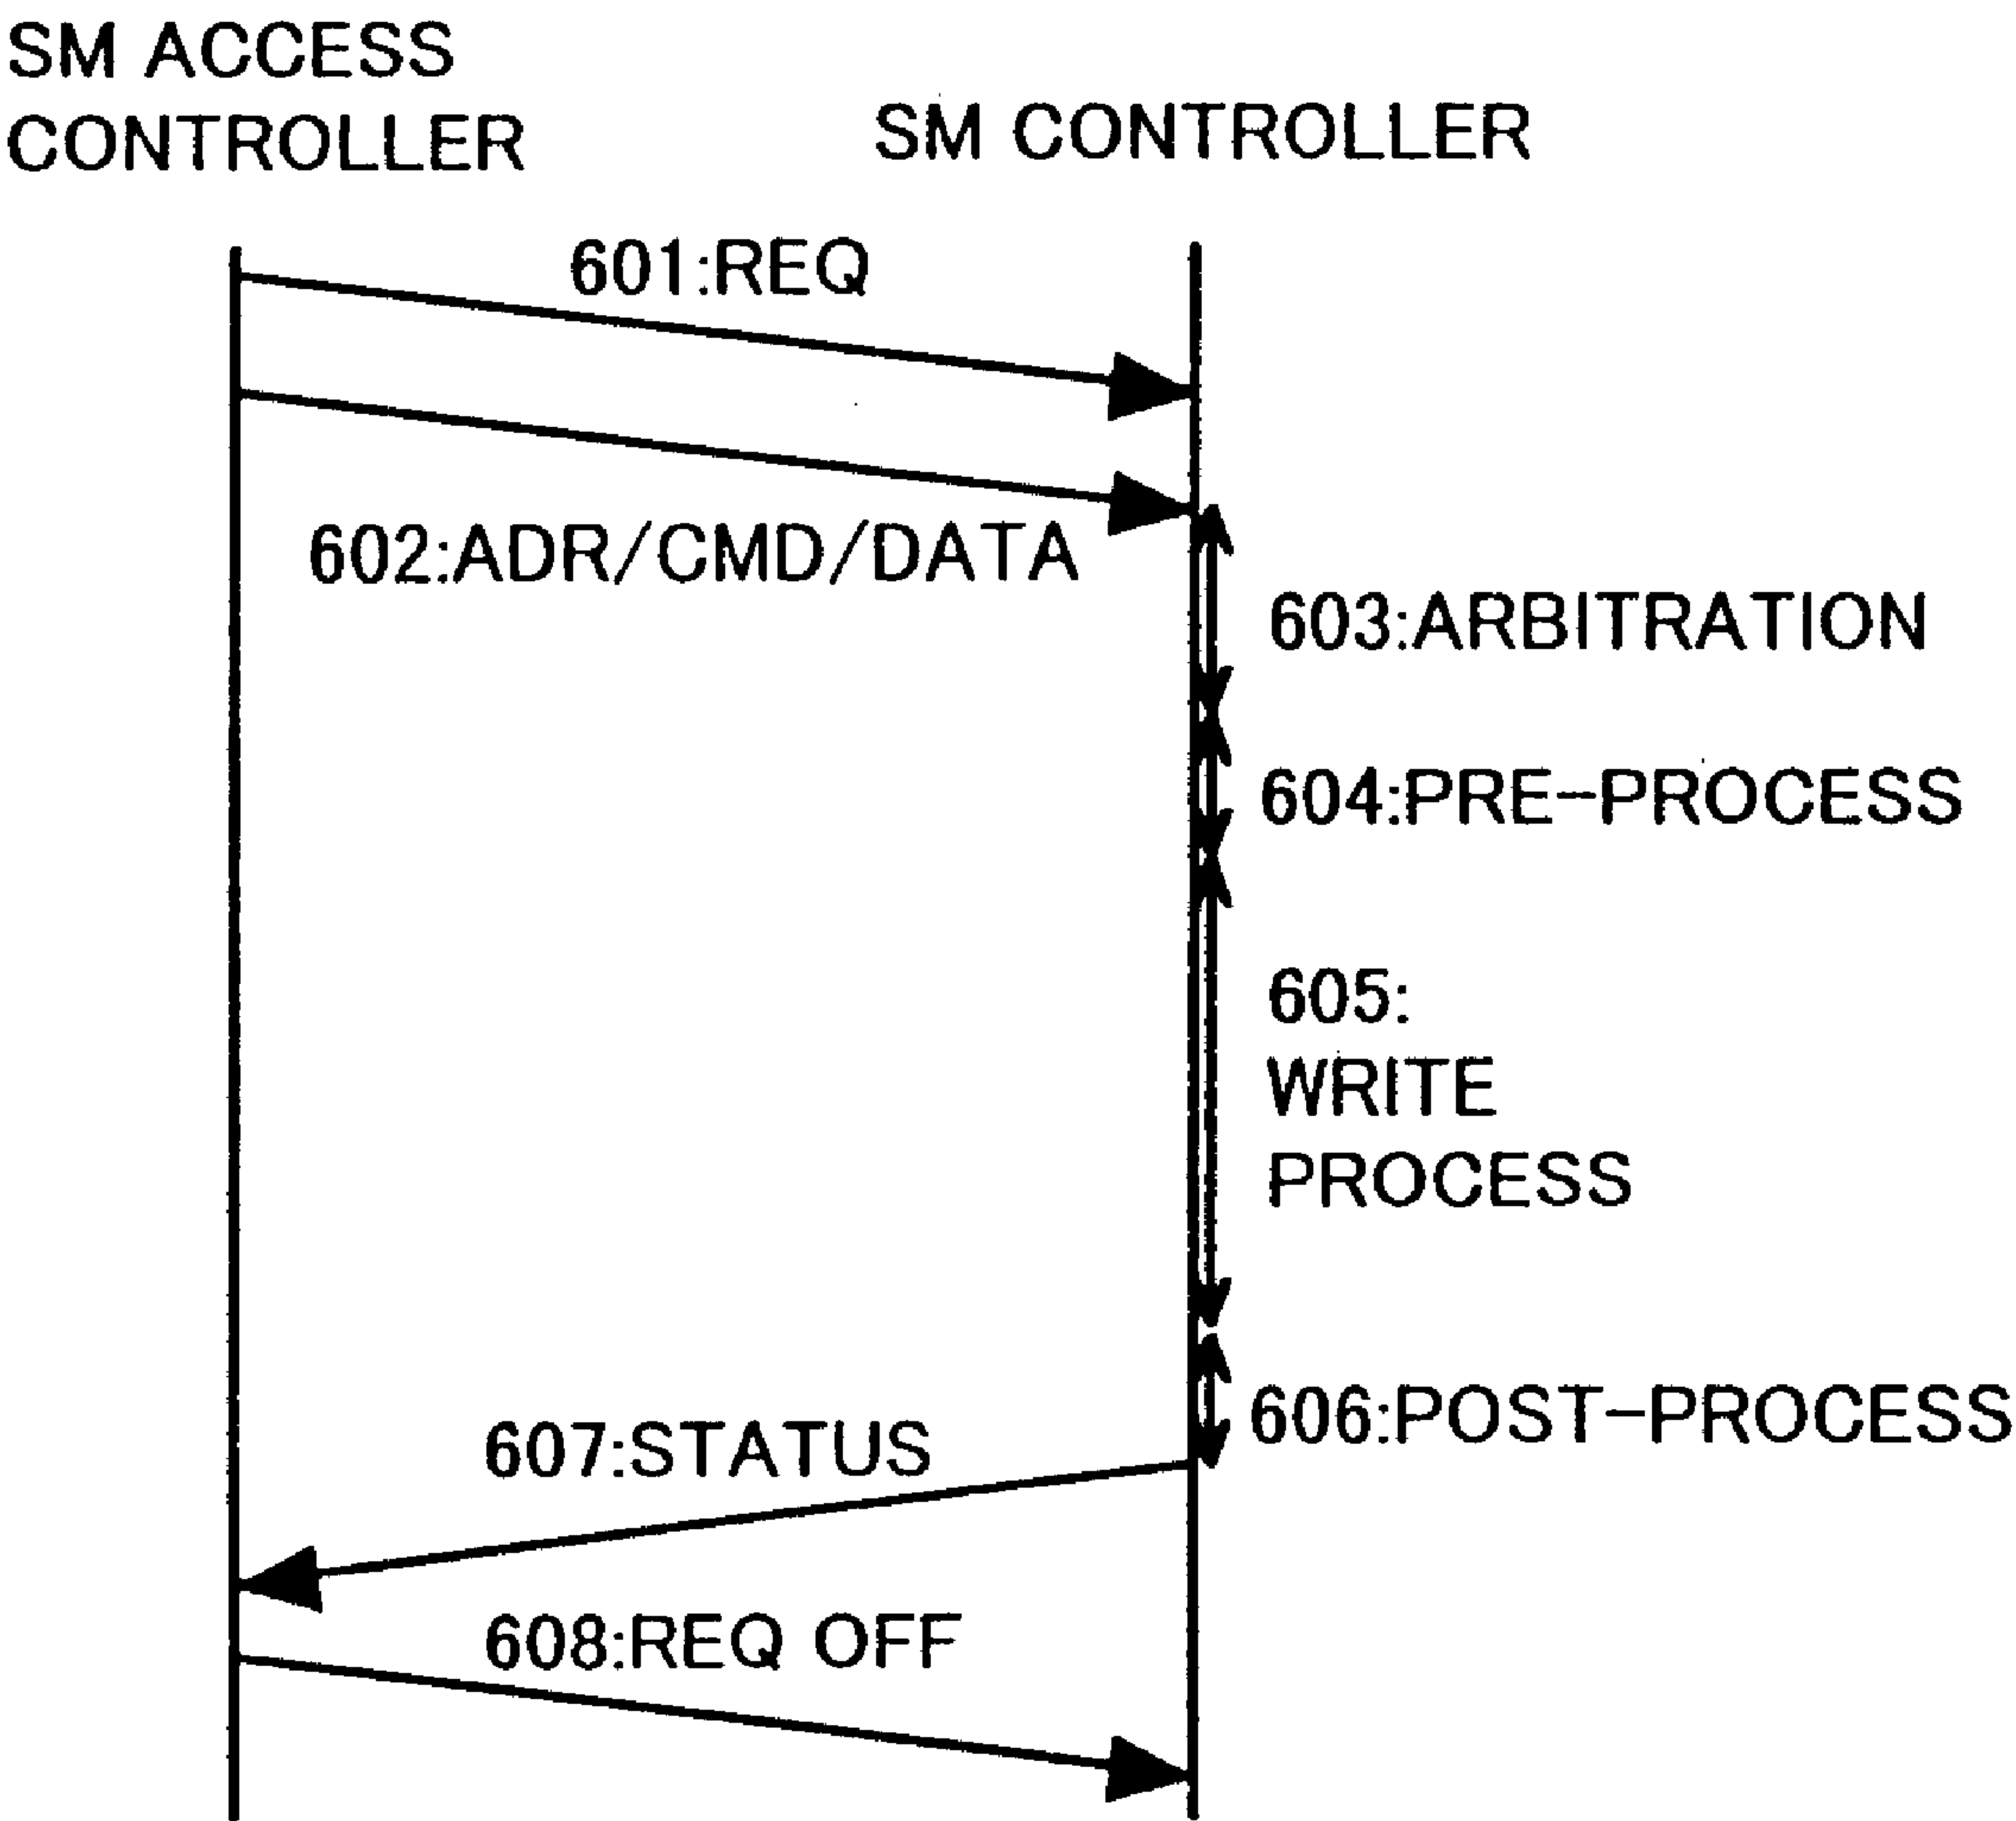 SM ACCESS
CONTROLLER
SM CONTROLLER
601:REQ
602:ADR/CMD/DATA
603:ARBITRATION
604:PRE-PROCESS
605:
WRITE
PROCESS
606:POST-PROCESS
607:STATUS
608:REQ OFF